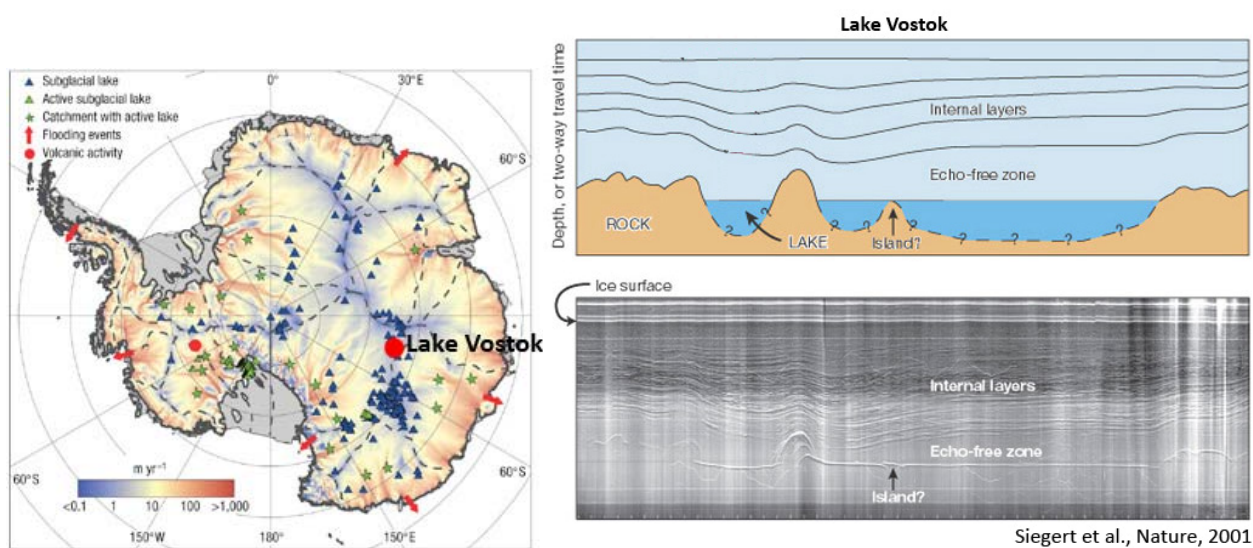 Subglacial lake
Active subglacial lake
Catchment with active lake
Flooding events
Volcanic activity
0°
30°E
60°S
60°S
60°S
150°W
180°
150°E
Lake Vostok
m yr⁻¹
<0.1 1 10 100 >1,000
Lake Vostok
Depth, or two-way travel time
Internal layers
Echo-free zone
ROCK
LAKE
Island?
? ? ? ? ? ? ? ?
Ice surface
Internal layers
Echo-free zone
Island?
Siegert et al., Nature, 2001